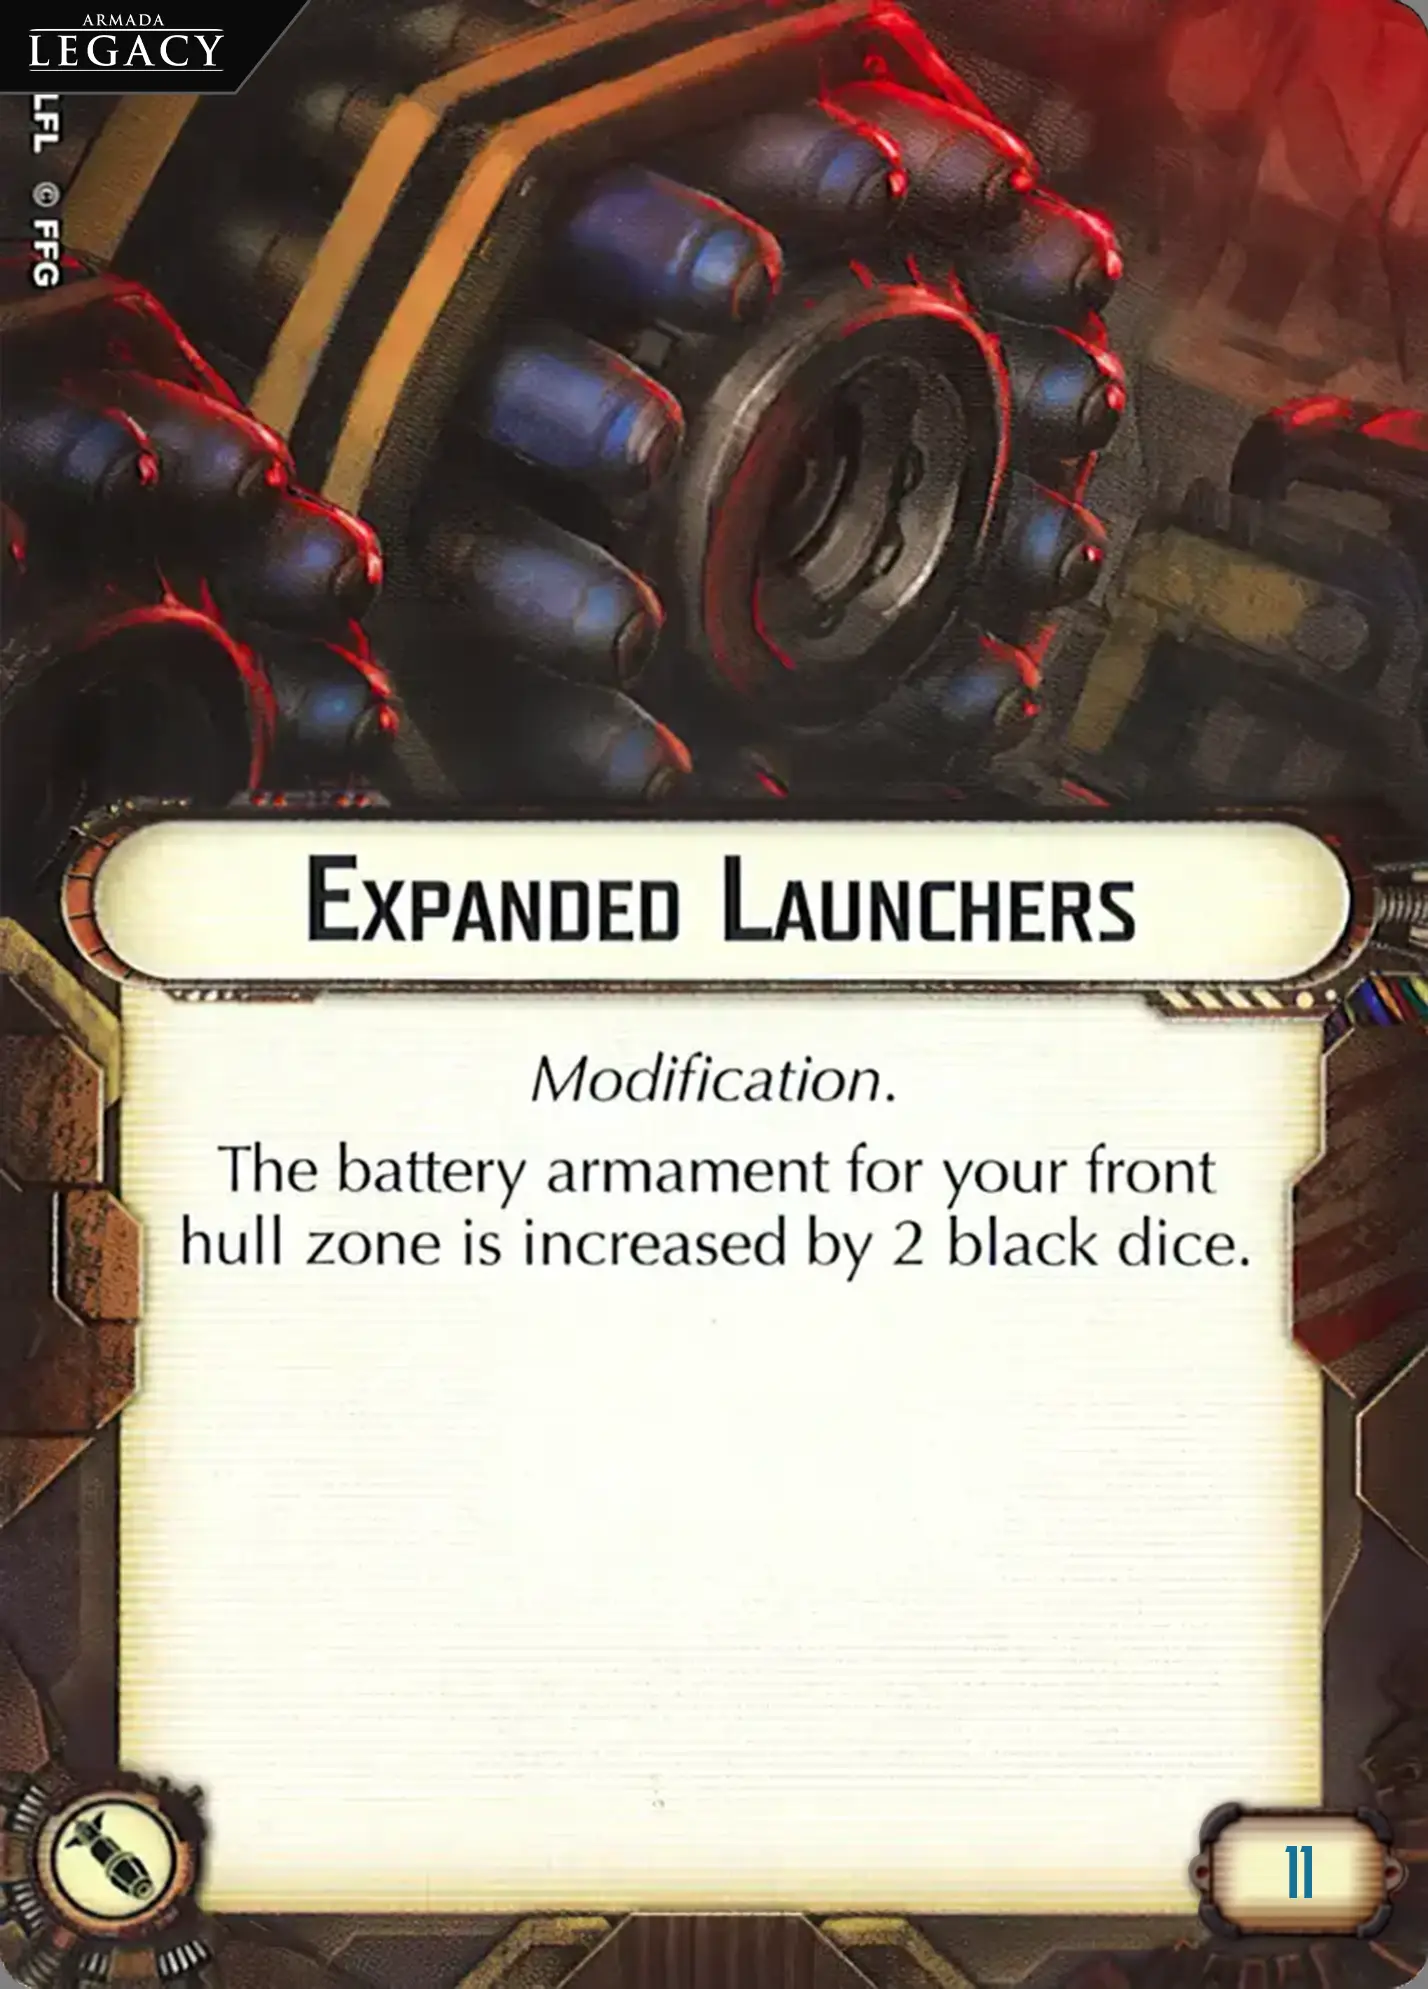 ARMADA
LEGACY
LFL © FFG
EXPANDED LAUNCHERS
Modification.
The battery armament for your front
hull zone is increased by 2 black dice.
11